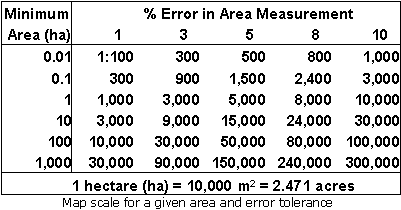 Minimum % Error in Area Measurement
Area (ha) 1 3 5 8 10
0.01 1:100 300 500 800 1,000
0.1 300 900 1,500 2,400 3,000
1 1,000 3,000 5,000 8,000 10,000
10 3,000 9,000 15,000 24,000 30,000
100 10,000 30,000 50,000 80,000 100,000
1,000 30,000 90,000 150,000 240,000 300,000
1 hectare (ha) = 10,000 m² = 2.471 acres
Map scale for a given area and error tolerance